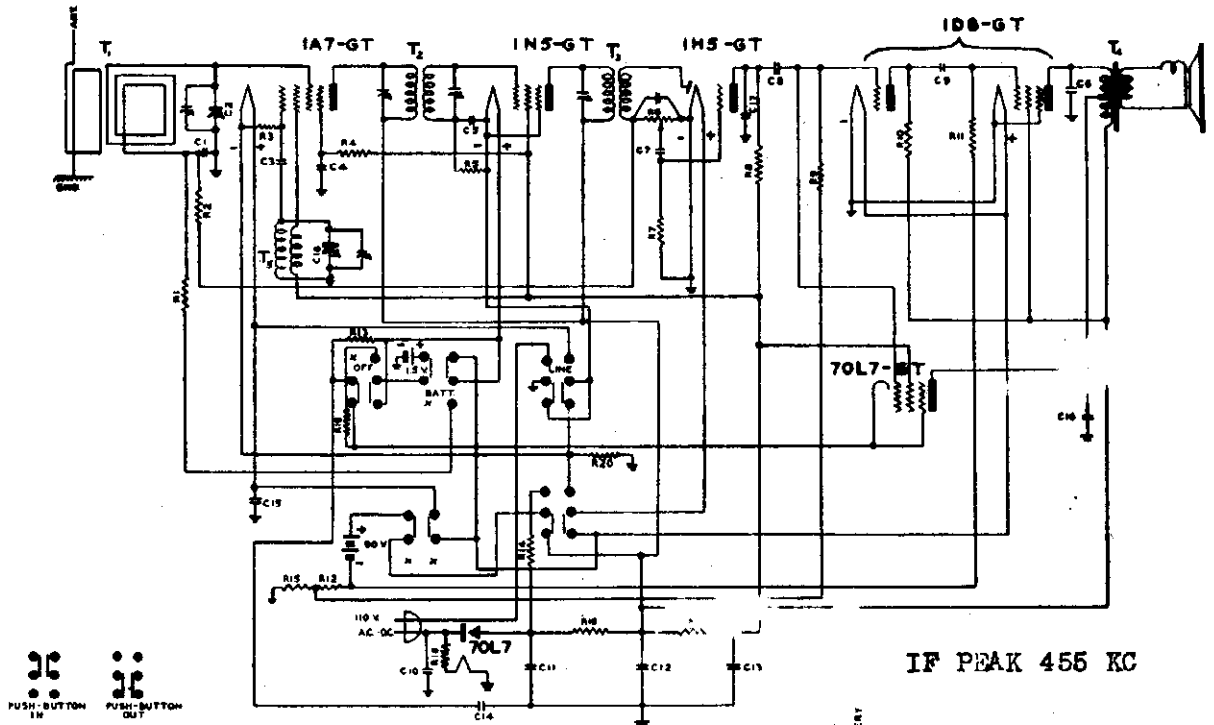 ANT
T1
1A7-GT
T2
1N5-GT
T3
1H5-GT
1D8-GT
T4
C2
C1
R3
C3
R4
C4
C5
R5
C7
R7
C17
C8
R8
R9
R10
C9
R11
C6
GND
R2
T5
C16
R1
R13
OFF
1.5 V
BATT
LINE
70L7-GT
C16
R20
C15
90 V
R14
R15
R12
110 V.
A.C.-DC
70L7
C10
C11
C12
C13
C14
IF PEAK 455 KC
PUSH-BUTTON
IN
PUSH-BUTTON
OUT